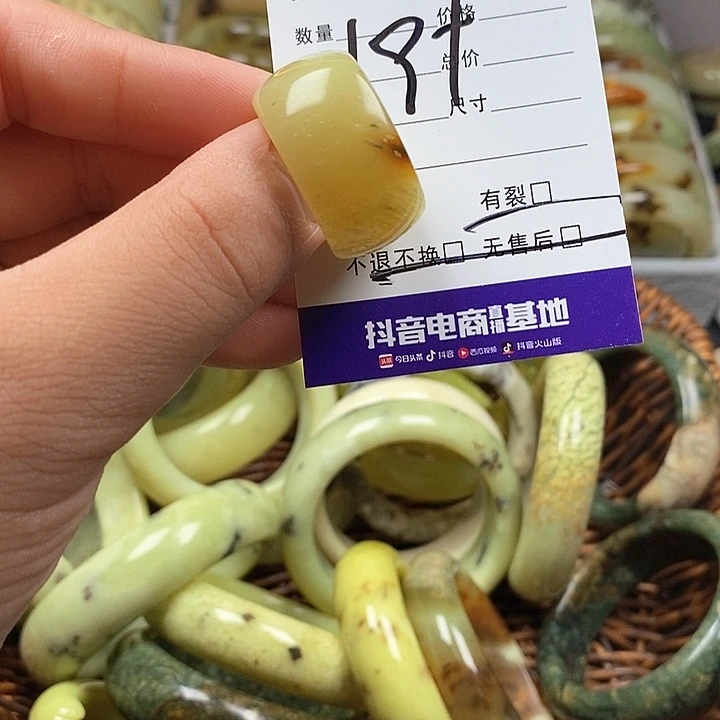 数量 价格
总价
尺寸
有裂□
不退不换□ 无售后□
抖音电商直播基地
今日头条 抖音 西瓜视频 抖音火山版